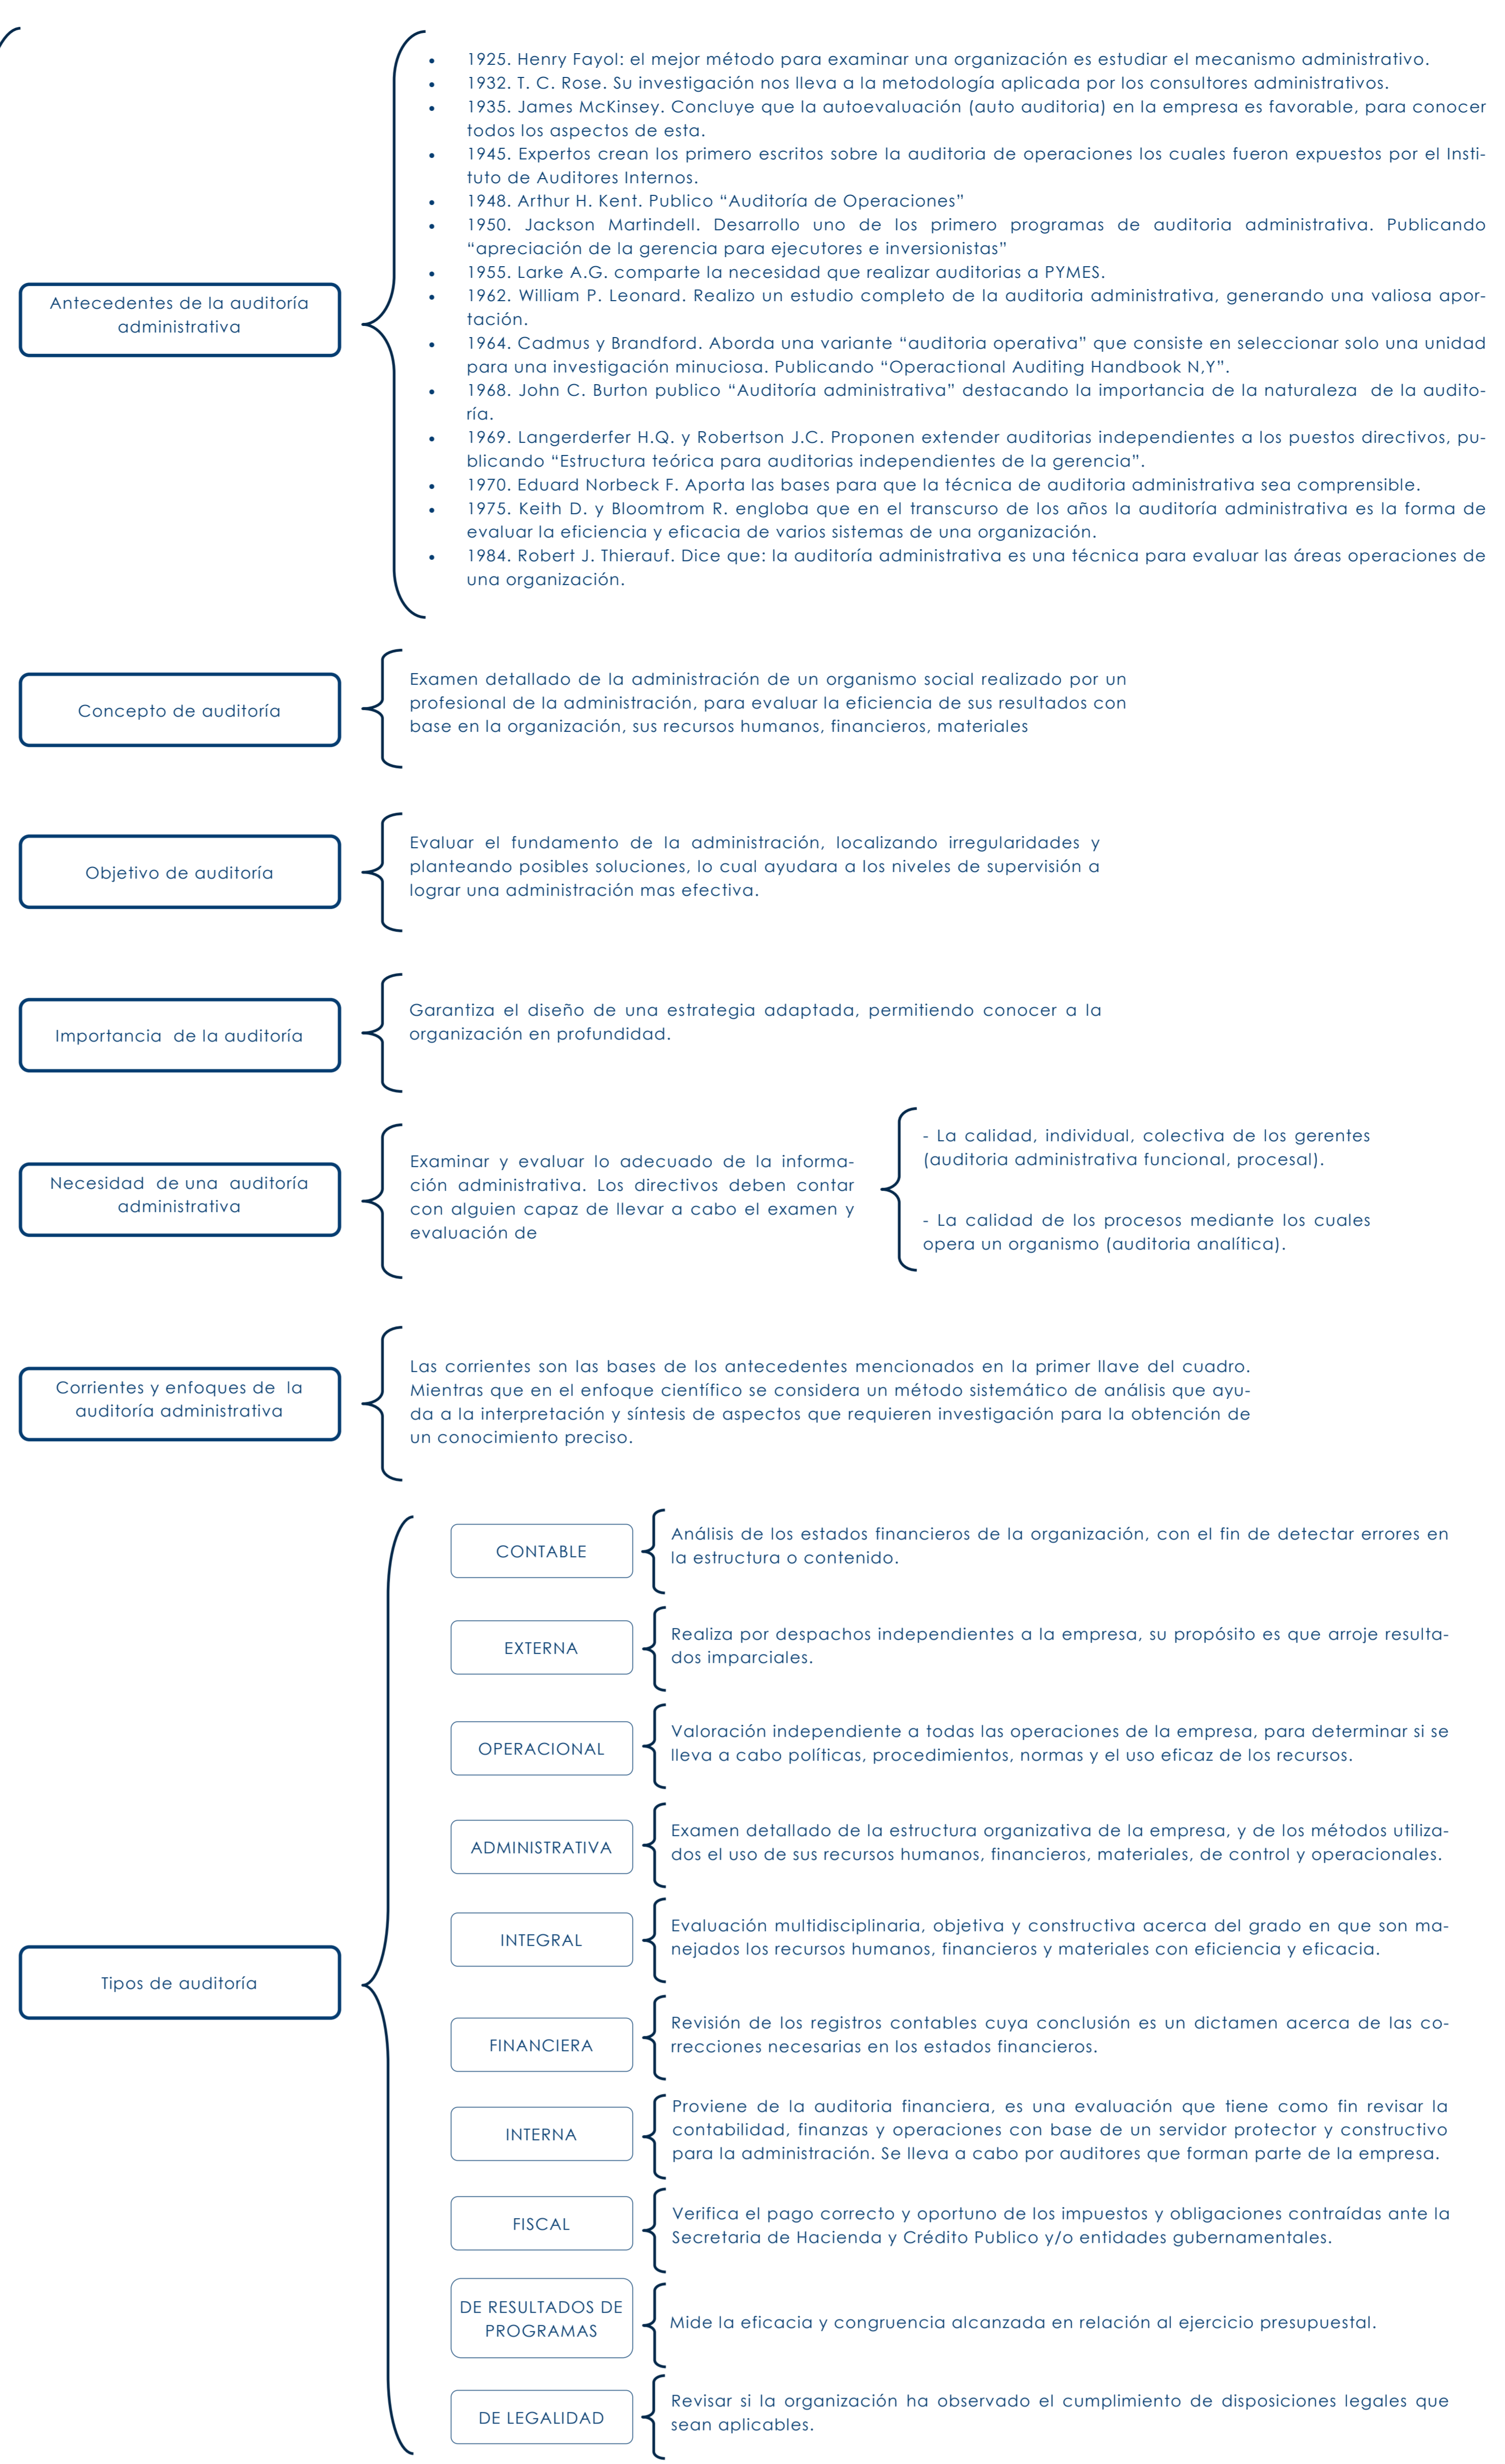 Antecedentes de la auditoría
administrativa
• 1925. Henry Fayol: el mejor método para examinar una organización es estudiar el mecanismo administrativo.
• 1932. T. C. Rose. Su investigación nos lleva a la metodología aplicada por los consultores administrativos.
• 1935. James McKinsey. Concluye que la autoevaluación (auto auditoria) en la empresa es favorable, para conocer
todos los aspectos de esta.
• 1945. Expertos crean los primero escritos sobre la auditoria de operaciones los cuales fueron expuestos por el Insti-
tuto de Auditores Internos.
• 1948. Arthur H. Kent. Publico “Auditoría de Operaciones”
• 1950. Jackson Martindell. Desarrollo uno de los primero programas de auditoria administrativa. Publicando
“apreciación de la gerencia para ejecutores e inversionistas”
• 1955. Larke A.G. comparte la necesidad que realizar auditorias a PYMES.
• 1962. William P. Leonard. Realizo un estudio completo de la auditoria administrativa, generando una valiosa apor-
tación.
• 1964. Cadmus y Brandford. Aborda una variante “auditoria operativa” que consiste en seleccionar solo una unidad
para una investigación minuciosa. Publicando “Operactional Auditing Handbook N,Y”.
• 1968. John C. Burton publico “Auditoría administrativa” destacando la importancia de la naturaleza de la audito-
ría.
• 1969. Langerderfer H.Q. y Robertson J.C. Proponen extender auditorias independientes a los puestos directivos, pu-
blicando “Estructura teórica para auditorias independientes de la gerencia”.
• 1970. Eduard Norbeck F. Aporta las bases para que la técnica de auditoria administrativa sea comprensible.
• 1975. Keith D. y Bloomtrom R. engloba que en el transcurso de los años la auditoría administrativa es la forma de
evaluar la eficiencia y eficacia de varios sistemas de una organización.
• 1984. Robert J. Thierauf. Dice que: la auditoría administrativa es una técnica para evaluar las áreas operaciones de
una organización.
Concepto de auditoría
Examen detallado de la administración de un organismo social realizado por un
profesional de la administración, para evaluar la eficiencia de sus resultados con
base en la organización, sus recursos humanos, financieros, materiales
Objetivo de auditoría
Evaluar el fundamento de la administración, localizando irregularidades y
planteando posibles soluciones, lo cual ayudara a los niveles de supervisión a
lograr una administración mas efectiva.
Importancia de la auditoría
Garantiza el diseño de una estrategia adaptada, permitiendo conocer a la
organización en profundidad.
Necesidad de una auditoría
administrativa
Examinar y evaluar lo adecuado de la informa-
ción administrativa. Los directivos deben contar
con alguien capaz de llevar a cabo el examen y
evaluación de
- La calidad, individual, colectiva de los gerentes
(auditoria administrativa funcional, procesal).
- La calidad de los procesos mediante los cuales
opera un organismo (auditoria analítica).
Corrientes y enfoques de la
auditoría administrativa
Las corrientes son las bases de los antecedentes mencionados en la primer llave del cuadro.
Mientras que en el enfoque científico se considera un método sistemático de análisis que ayu-
da a la interpretación y síntesis de aspectos que requieren investigación para la obtención de
un conocimiento preciso.
Tipos de auditoría
CONTABLE
Análisis de los estados financieros de la organización, con el fin de detectar errores en
la estructura o contenido.
EXTERNA
Realiza por despachos independientes a la empresa, su propósito es que arroje resulta-
dos imparciales.
OPERACIONAL
Valoración independiente a todas las operaciones de la empresa, para determinar si se
lleva a cabo políticas, procedimientos, normas y el uso eficaz de los recursos.
ADMINISTRATIVA
Examen detallado de la estructura organizativa de la empresa, y de los métodos utiliza-
dos el uso de sus recursos humanos, financieros, materiales, de control y operacionales.
INTEGRAL
Evaluación multidisciplinaria, objetiva y constructiva acerca del grado en que son ma-
nejados los recursos humanos, financieros y materiales con eficiencia y eficacia.
FINANCIERA
Revisión de los registros contables cuya conclusión es un dictamen acerca de las co-
rrecciones necesarias en los estados financieros.
INTERNA
Proviene de la auditoria financiera, es una evaluación que tiene como fin revisar la
contabilidad, finanzas y operaciones con base de un servidor protector y constructivo
para la administración. Se lleva a cabo por auditores que forman parte de la empresa.
FISCAL
Verifica el pago correcto y oportuno de los impuestos y obligaciones contraídas ante la
Secretaria de Hacienda y Crédito Publico y/o entidades gubernamentales.
DE RESULTADOS DE
PROGRAMAS
Mide la eficacia y congruencia alcanzada en relación al ejercicio presupuestal.
DE LEGALIDAD
Revisar si la organización ha observado el cumplimiento de disposiciones legales que
sean aplicables.